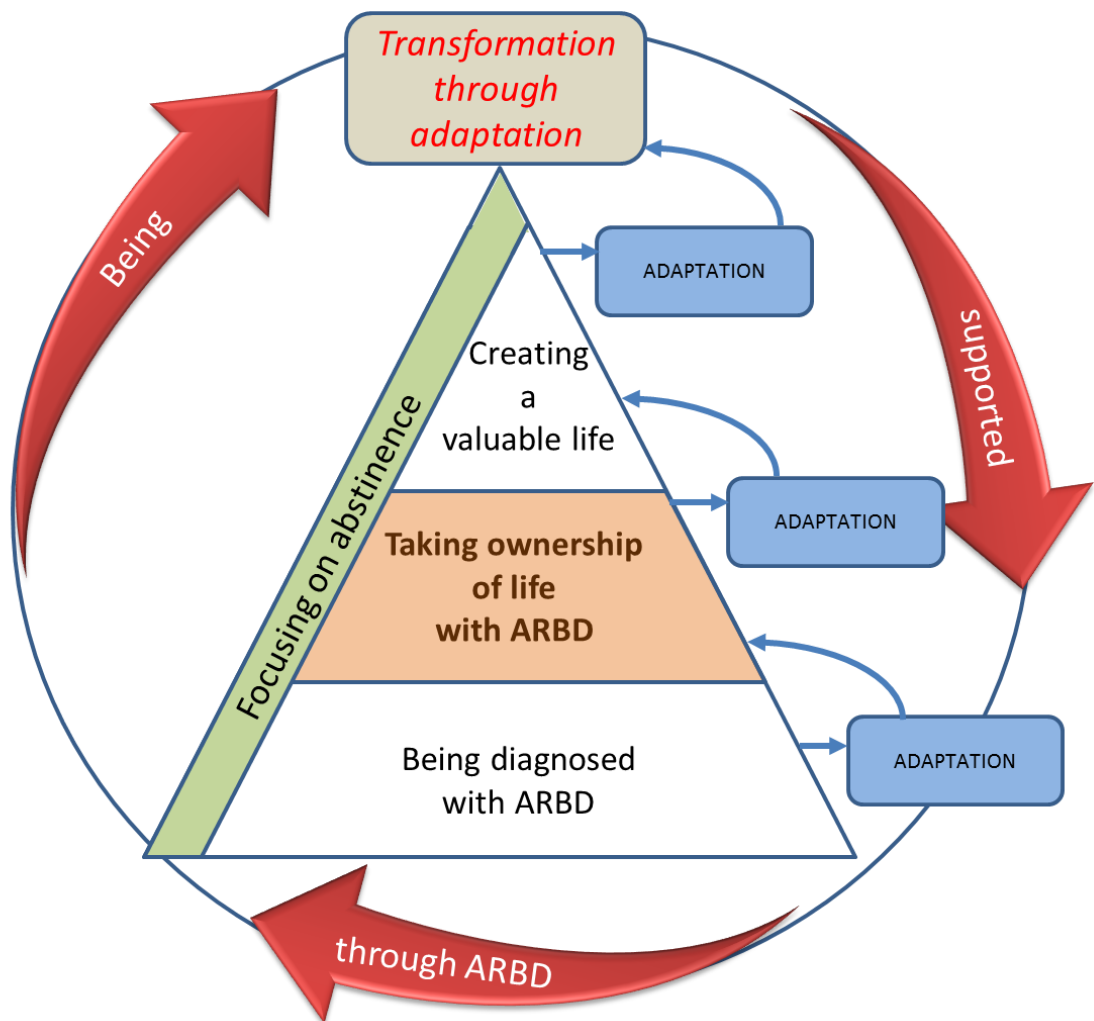 Transformation
through
adaptation
Being
supported
through ARBD
ADAPTATION
Creating
a
valuable life
Focusing on abstinence
ADAPTATION
Taking ownership
of life
with ARBD
ADAPTATION
Being diagnosed
with ARBD